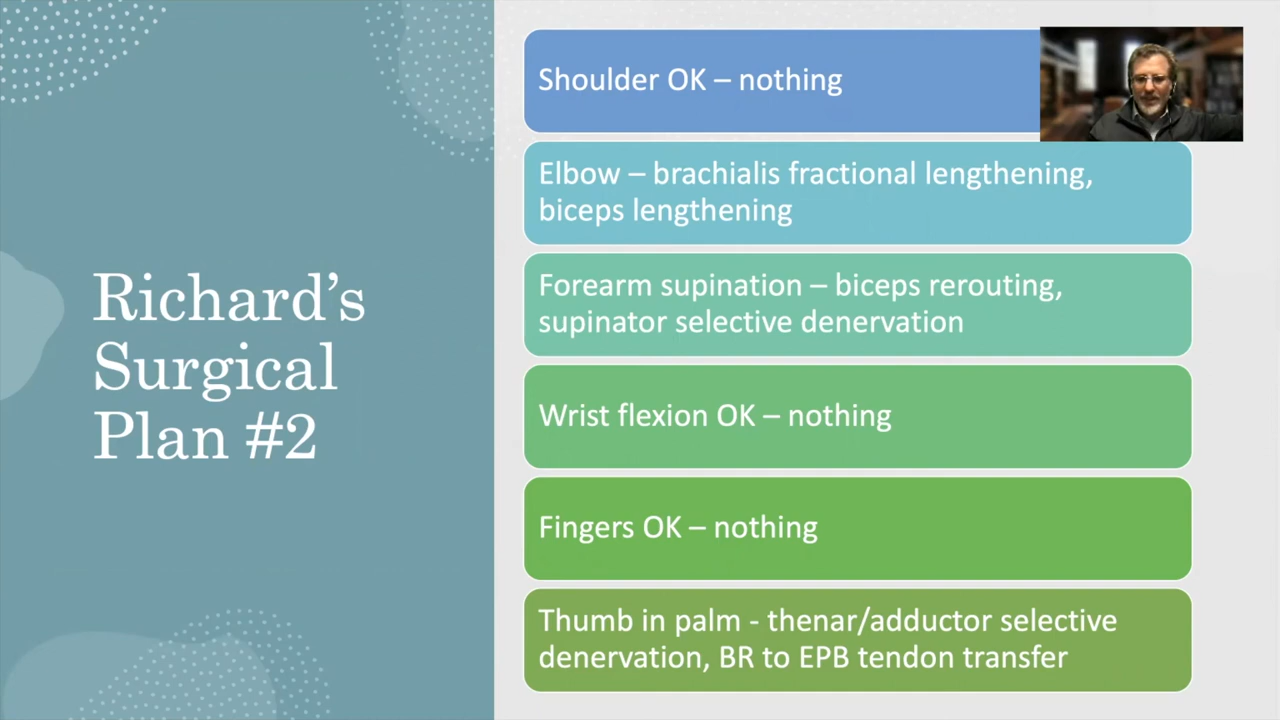 Richard’s
Surgical
Plan #2
Shoulder OK – nothing
Elbow – brachialis fractional lengthening,
biceps lengthening
Forearm supination – biceps rerouting,
supinator selective denervation
Wrist flexion OK – nothing
Fingers OK – nothing
Thumb in palm - thenar/adductor selective
denervation, BR to EPB tendon transfer